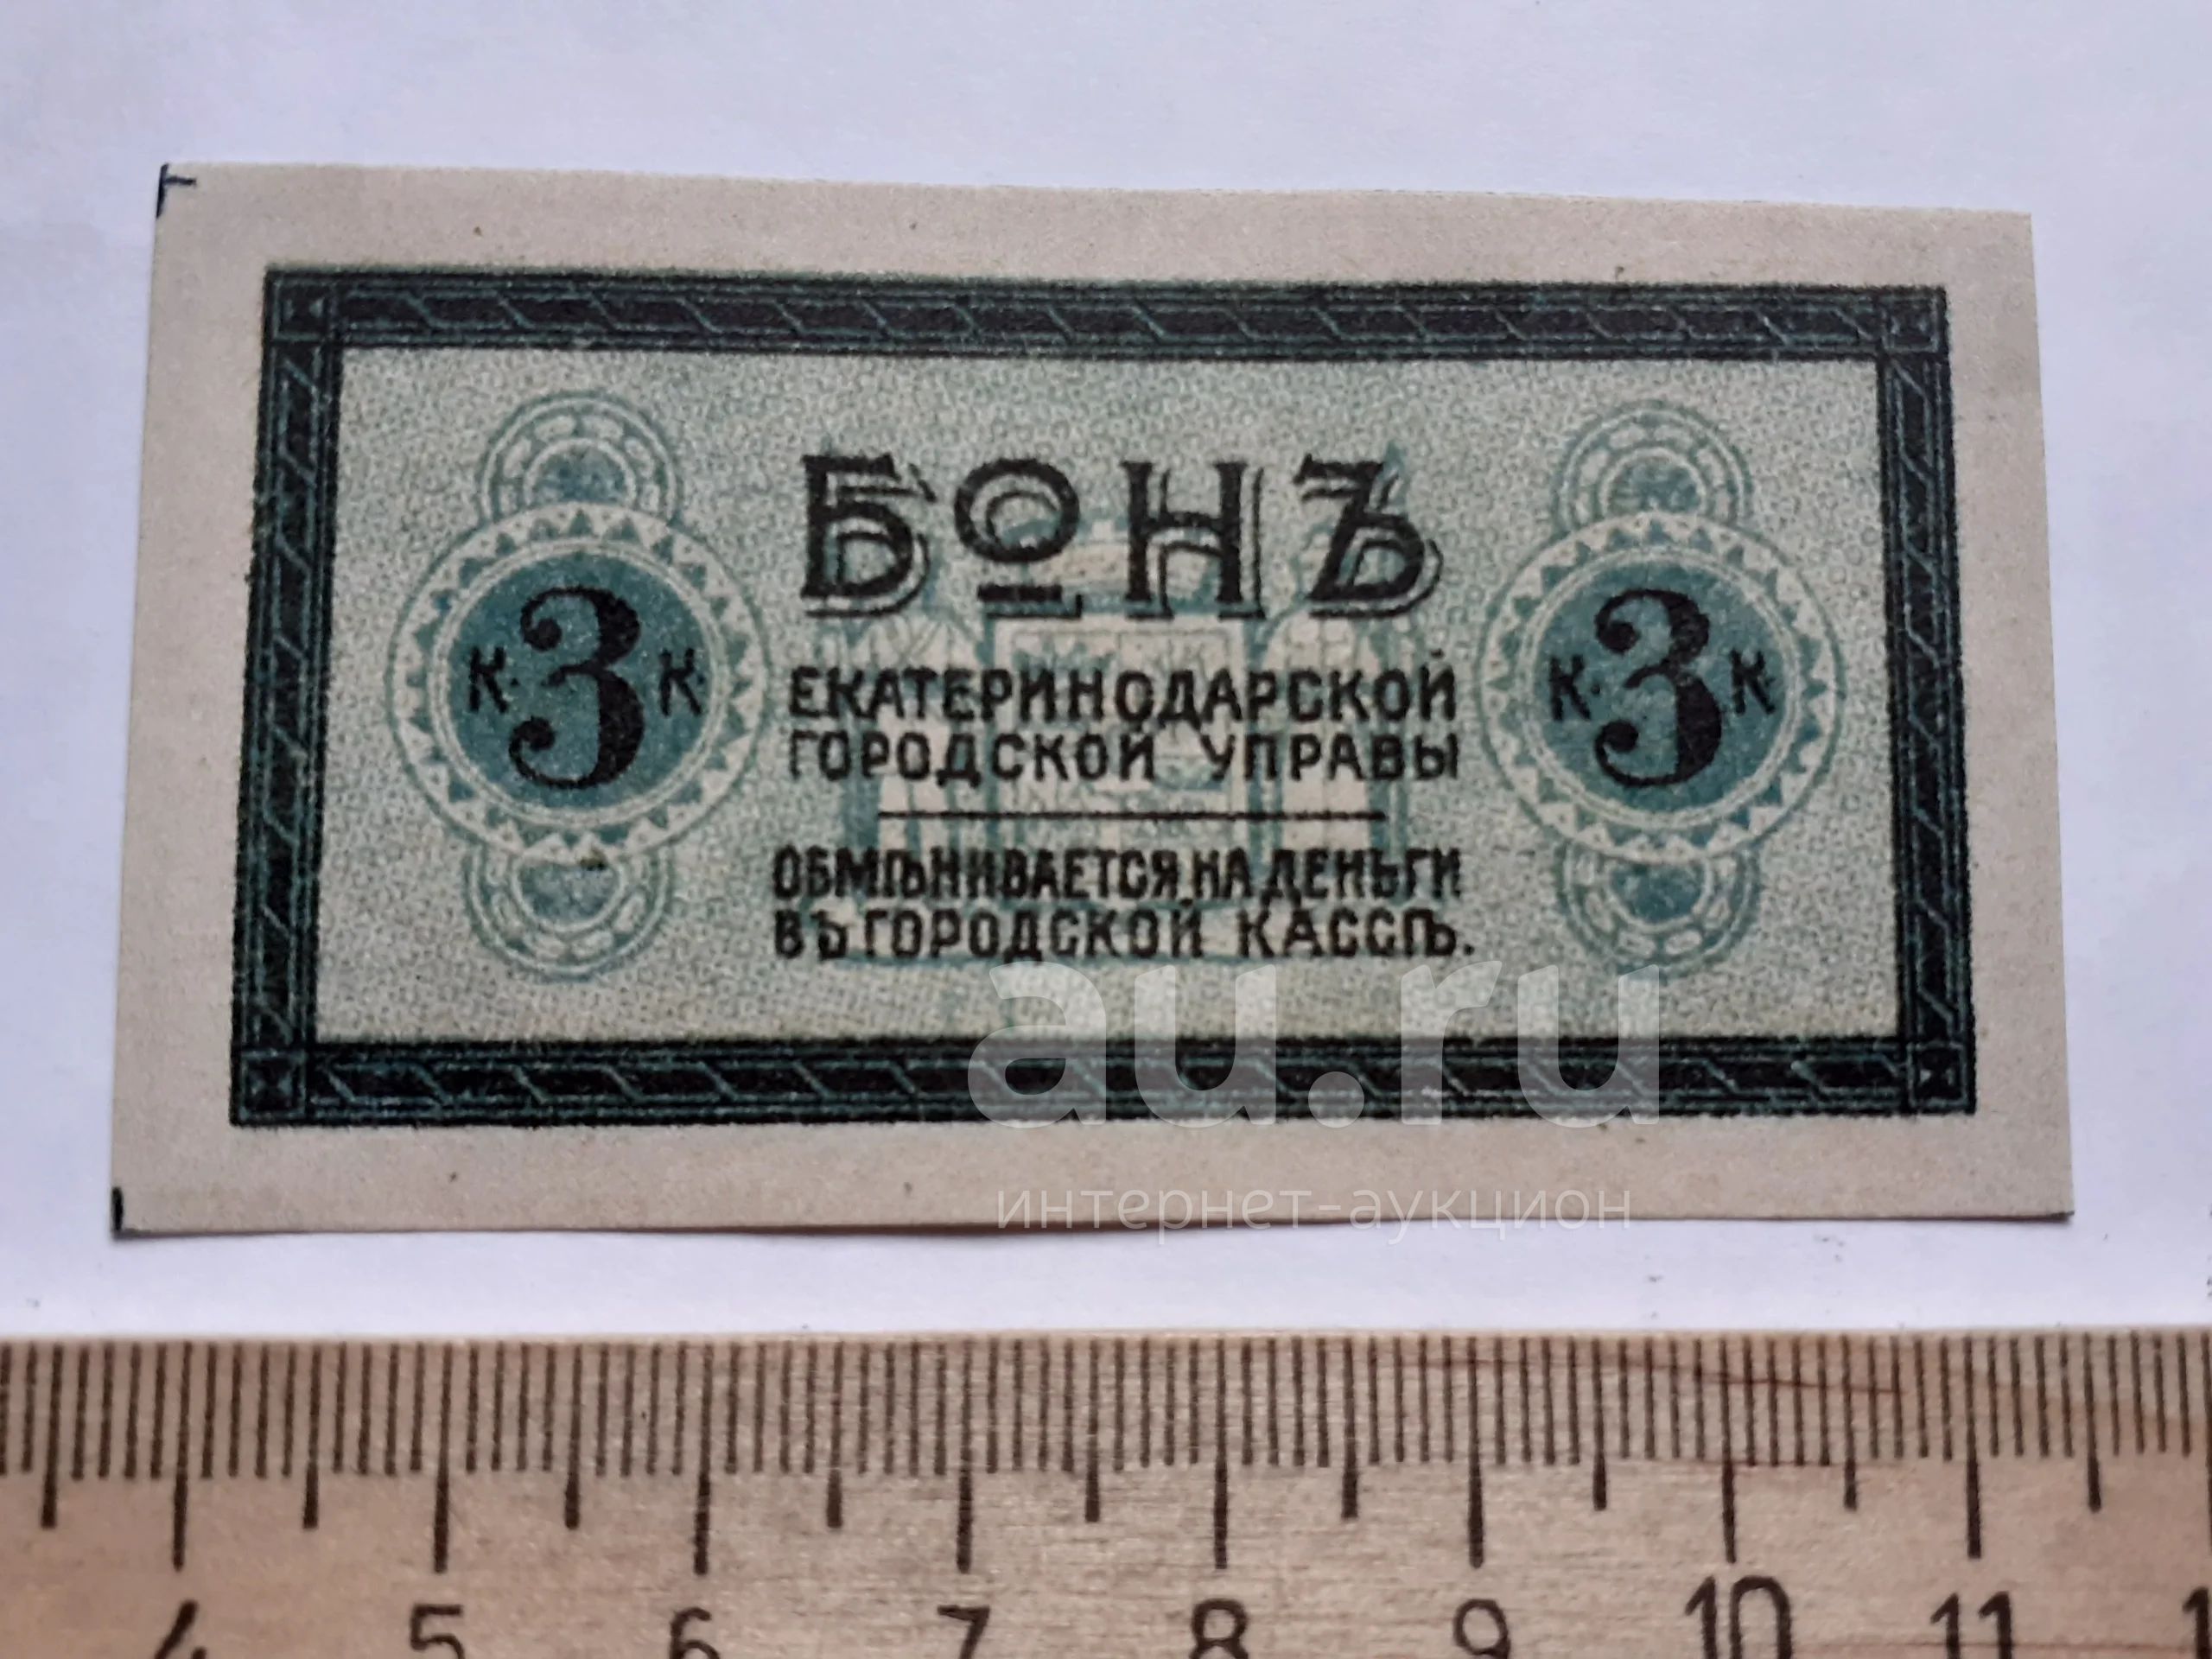 БОНЪ
К. 3 К.
ЕКАТЕРИНОДАРСКОЙ
ГОРОДСКОЙ УПРАВЫ
К. 3 К
ОБМѢНИВАЕТСЯ НА ДЕНЬГИ
ВЪ ГОРОДСКОЙ КАССѢ.
au.ru
интернет-аукцион
4 5 6 7 8 9 10 11